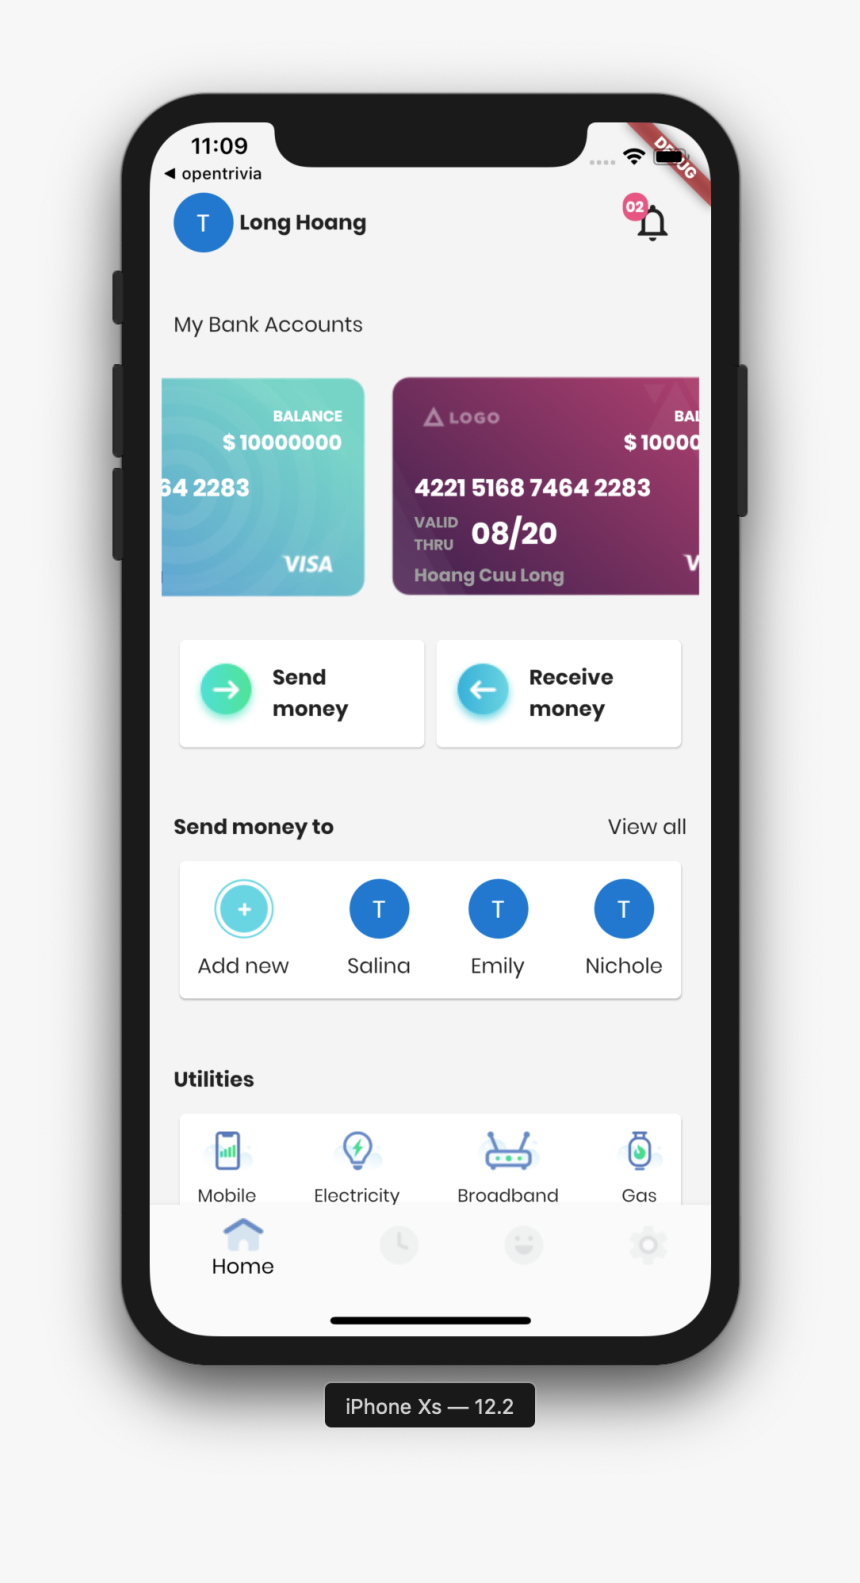 11:09
DEBUG
◀ opentrivia
T Long Hoang
02
My Bank Accounts
BALANCE
$ 10000000
64 2283
VISA
LOGO
BAL
$ 10000
4221 5168 7464 2283
VALID
THRU
08/20
V
Hoang Cuu Long
Send
money
Receive
money
Send money to
View all
+ T T T
Add new Salina Emily Nichole
Utilities
Mobile Electricity Broadband Gas
Home
iPhone Xs — 12.2